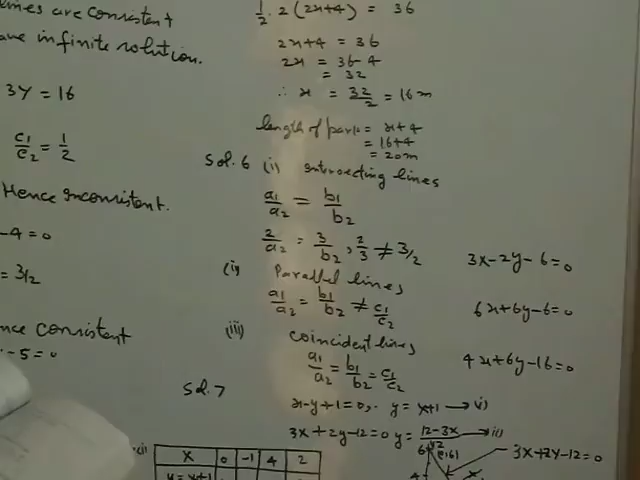 lines are consistent
ave infinite solution.
3y = 16
c1/c2 = 1/2
Hence inconsistent.
-4 = 0
= 3/2
nce consistent
-5 = 0
1/2 . 2(2x+4) = 36
2x+4 = 36
2x = 36-4
= 32
∴ x = 32/2 = 16m
length of park = x+4
= 16+4
= 20m
Sol. 6 (i) intersecting lines
a1/a2 = b1/b2
2/a2 = 3/b2, 2/3 ≠ 3/2
3x-2y-6=0
(i) Parallel lines
a1/a2 = b1/b2 ≠ c1/c2
6x+6y-6=0
(iii) Coincident lines
a1/a2 = b1/b2 = c1/c2
4x+6y-16=0
Sol. 7
x-y+1=0, y = x+1 → i)
3x+2y-12=0 y = 12-3x/2 → ii)
3x+2y-12=0
x 0 -1 4 2
y = x+1